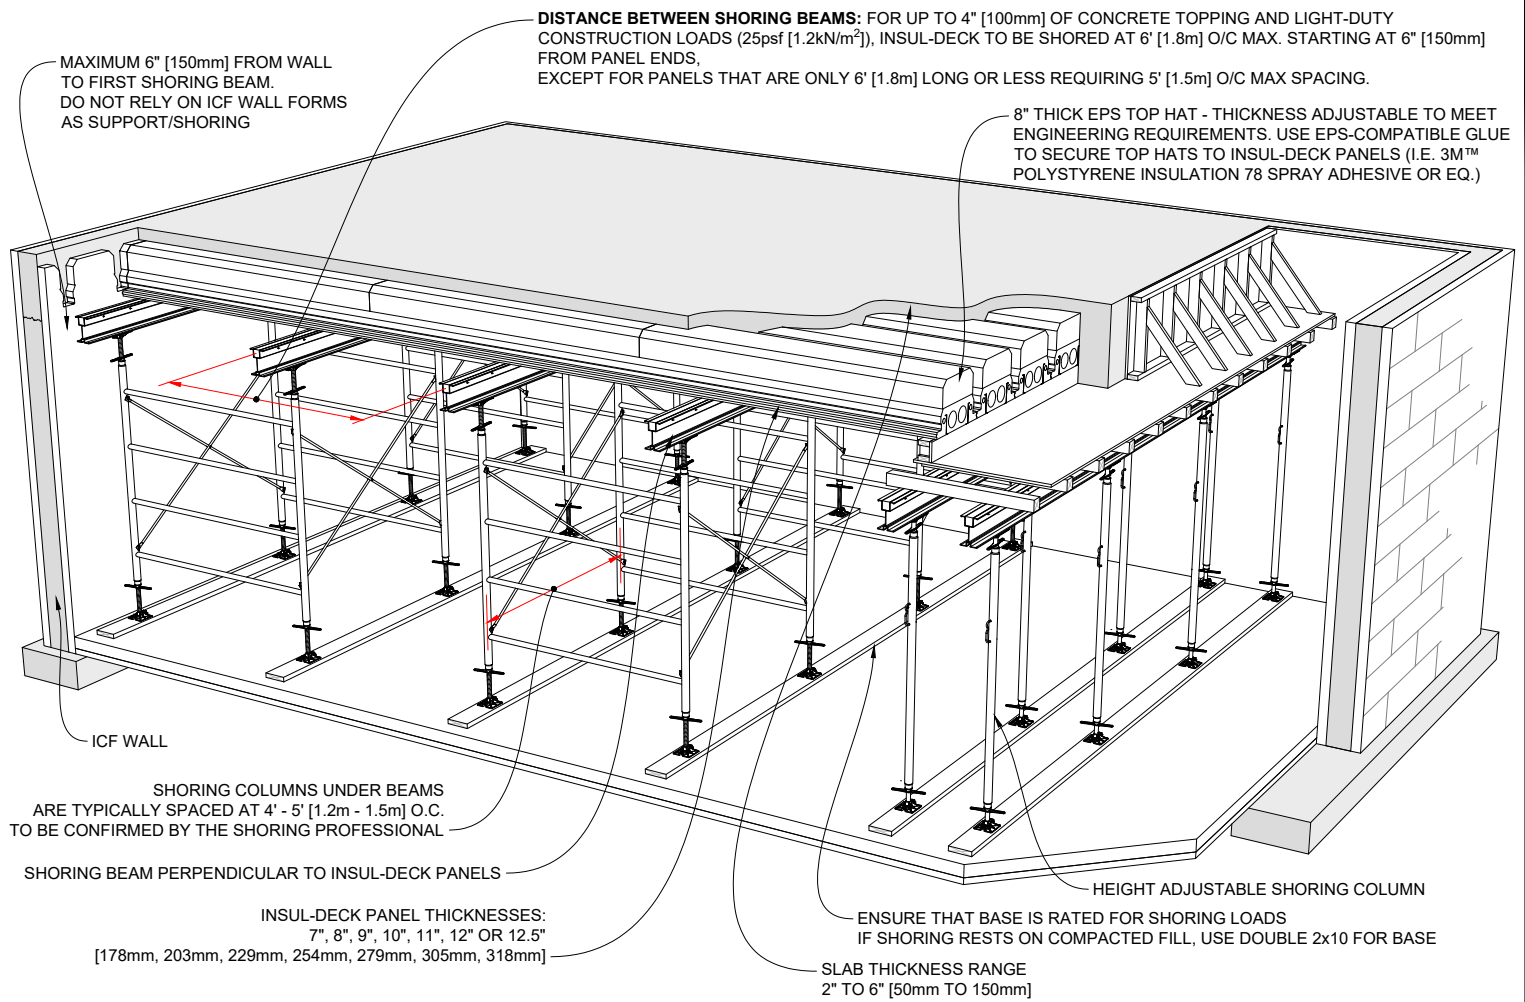 DISTANCE BETWEEN SHORING BEAMS: FOR UP TO 4" [100mm] OF CONCRETE TOPPING AND LIGHT-DUTY
CONSTRUCTION LOADS (25psf [1.2kN/m²]), INSUL-DECK TO BE SHORED AT 6' [1.8m] O/C MAX. STARTING AT 6" [150mm]
FROM PANEL ENDS,
EXCEPT FOR PANELS THAT ARE ONLY 6' [1.8m] LONG OR LESS REQUIRING 5' [1.5m] O/C MAX SPACING.
MAXIMUM 6" [150mm] FROM WALL
TO FIRST SHORING BEAM.
DO NOT RELY ON ICF WALL FORMS
AS SUPPORT/SHORING
8" THICK EPS TOP HAT - THICKNESS ADJUSTABLE TO MEET
ENGINEERING REQUIREMENTS. USE EPS-COMPATIBLE GLUE
TO SECURE TOP HATS TO INSUL-DECK PANELS (I.E. 3M™
POLYSTYRENE INSULATION 78 SPRAY ADHESIVE OR EQ.)
ICF WALL
SHORING COLUMNS UNDER BEAMS
ARE TYPICALLY SPACED AT 4' - 5' [1.2m - 1.5m] O.C.
TO BE CONFIRMED BY THE SHORING PROFESSIONAL
SHORING BEAM PERPENDICULAR TO INSUL-DECK PANELS
INSUL-DECK PANEL THICKNESSES:
7", 8", 9", 10", 11", 12" OR 12.5"
[178mm, 203mm, 229mm, 254mm, 279mm, 305mm, 318mm]
HEIGHT ADJUSTABLE SHORING COLUMN
ENSURE THAT BASE IS RATED FOR SHORING LOADS
IF SHORING RESTS ON COMPACTED FILL, USE DOUBLE 2x10 FOR BASE
SLAB THICKNESS RANGE
2" TO 6" [50mm TO 150mm]